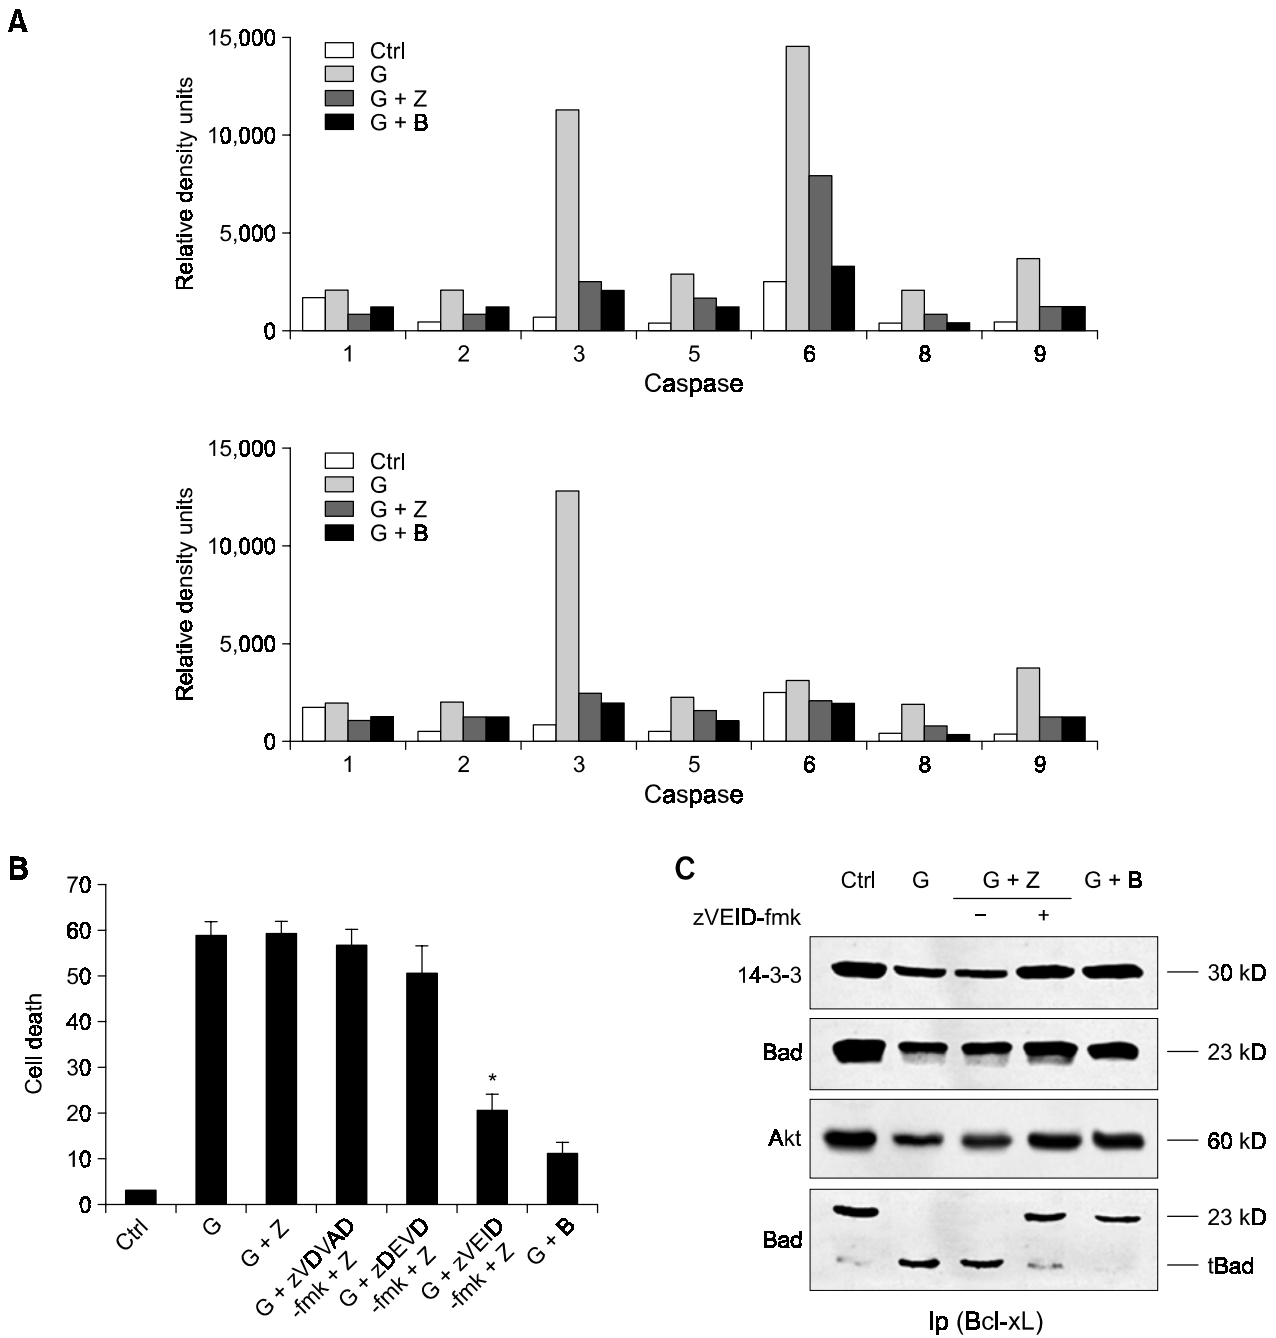 A
15,000
10,000
5,000
0
Relative density units
Ctrl
G
G + Z
G + B
1 2 3 5 6 8 9
Caspase
15,000
10,000
5,000
0
Relative density units
Ctrl
G
G + Z
G + B
1 2 3 5 6 8 9
Caspase
B
70
60
50
40
30
20
10
0
Cell death
*
Ctrl
G
G + Z
G + zVDVAD
-fmk + Z
G + zDEVD
-fmk + Z
G + zVEID
-fmk + Z
G + B
C
Ctrl G G + Z G + B
zVEID-fmk − +
14-3-3 30 kD
Bad 23 kD
Akt 60 kD
23 kD
Bad
tBad
Ip (Bcl-xL)